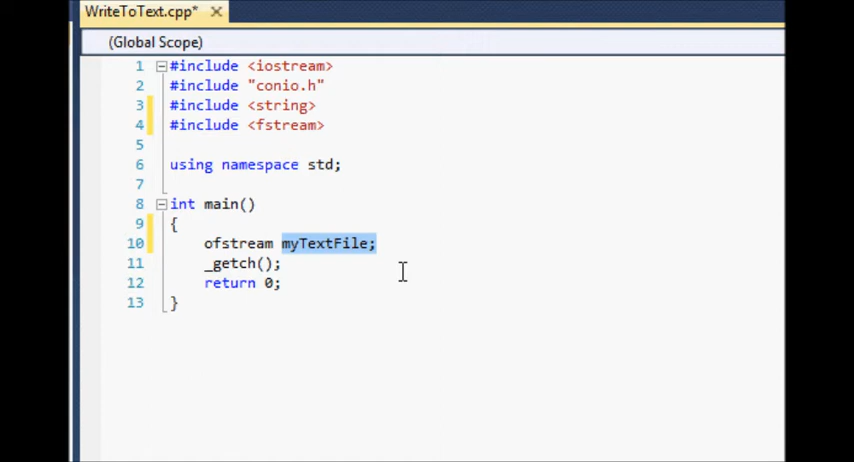 WriteToText.cpp* ✕
(Global Scope)
1 #include <iostream>
2 #include "conio.h"
3 #include <string>
4 #include <fstream>
5
6 using namespace std;
7
8 int main()
9 {
10 ofstream myTextFile;
11 _getch();
12 return 0;
13 }